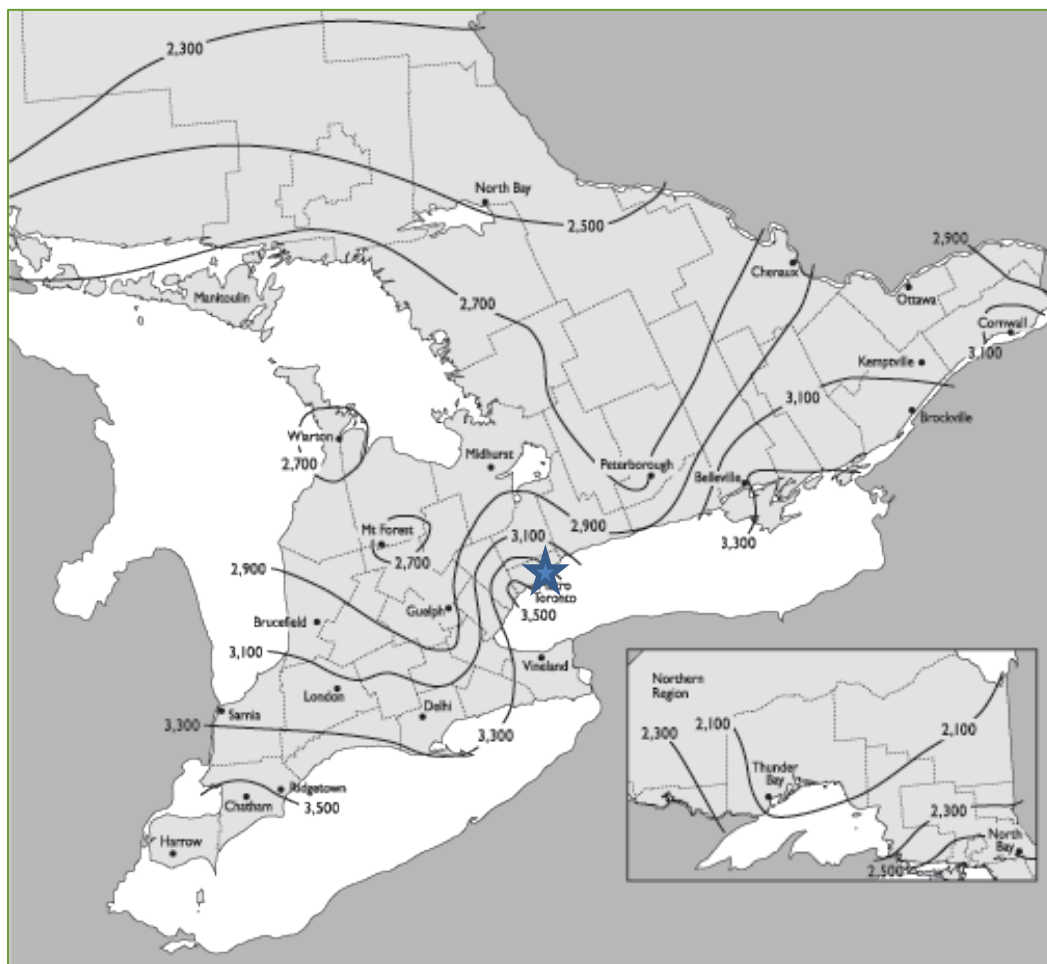 2,300
North Bay
2,500
2,900
Chenaux
Ottawa
Manitoulin
2,700
Cornwall
3,100
Kemptville
3,100
Brockville
Wiarton
2,700
Midhurst
Peterborough
Belleville
2,900
Mt Forest
3,100
3,300
2,700
2,900
Toronto
Guelph
3,500
Brucefield
3,100
Vineland
London
Sarnia
Delhi
3,300
3,300
Ridgetown
Chatham
3,500
Harrow
Northern
Region
2,300
2,100
2,100
Thunder
Bay
2,300
North
Bay
2,500